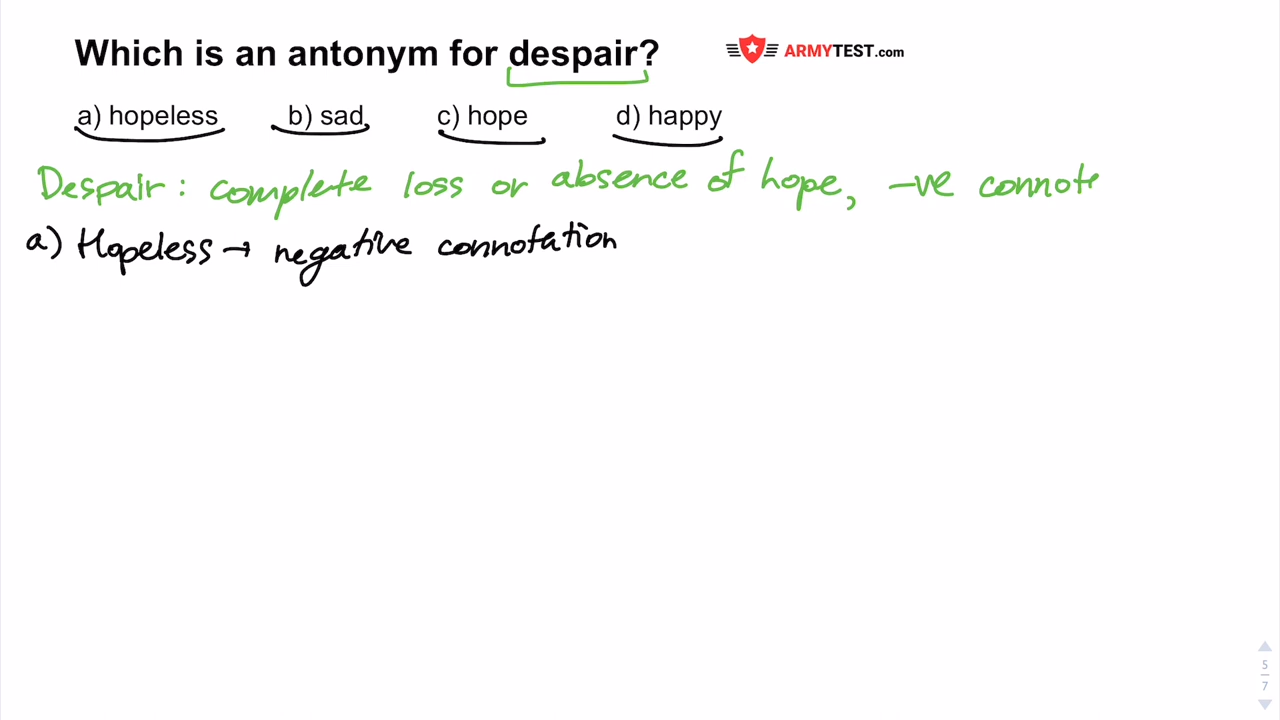 Which is an antonym for despair?
ARMYTEST.com
a) hopeless b) sad c) hope d) happy
Despair : complete loss or absence of hope, -ve connote
a) Hopeless → negative connotation
5
7